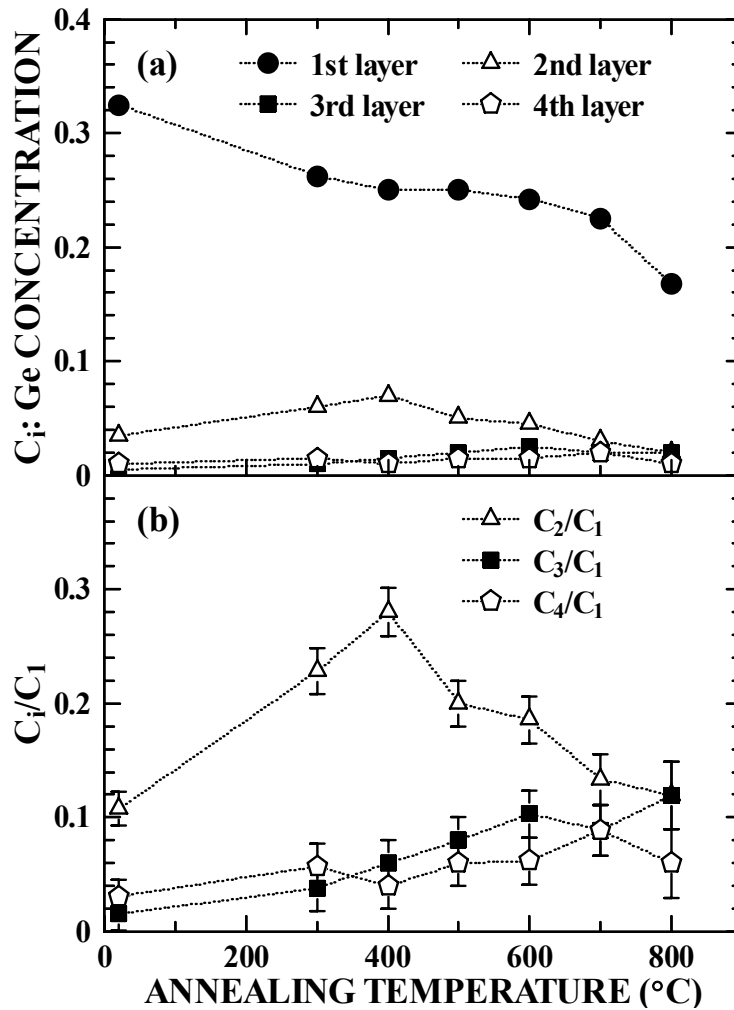 0.4
(a)
1st layer
2nd layer
3rd layer
4th layer
0.3
0.2
0.1
0
Cᵢ: Ge CONCENTRATION
(b)
C₂/C₁
C₃/C₁
C₄/C₁
0.3
0.2
0.1
0
Cᵢ/C₁
0 200 400 600 800
ANNEALING TEMPERATURE (°C)